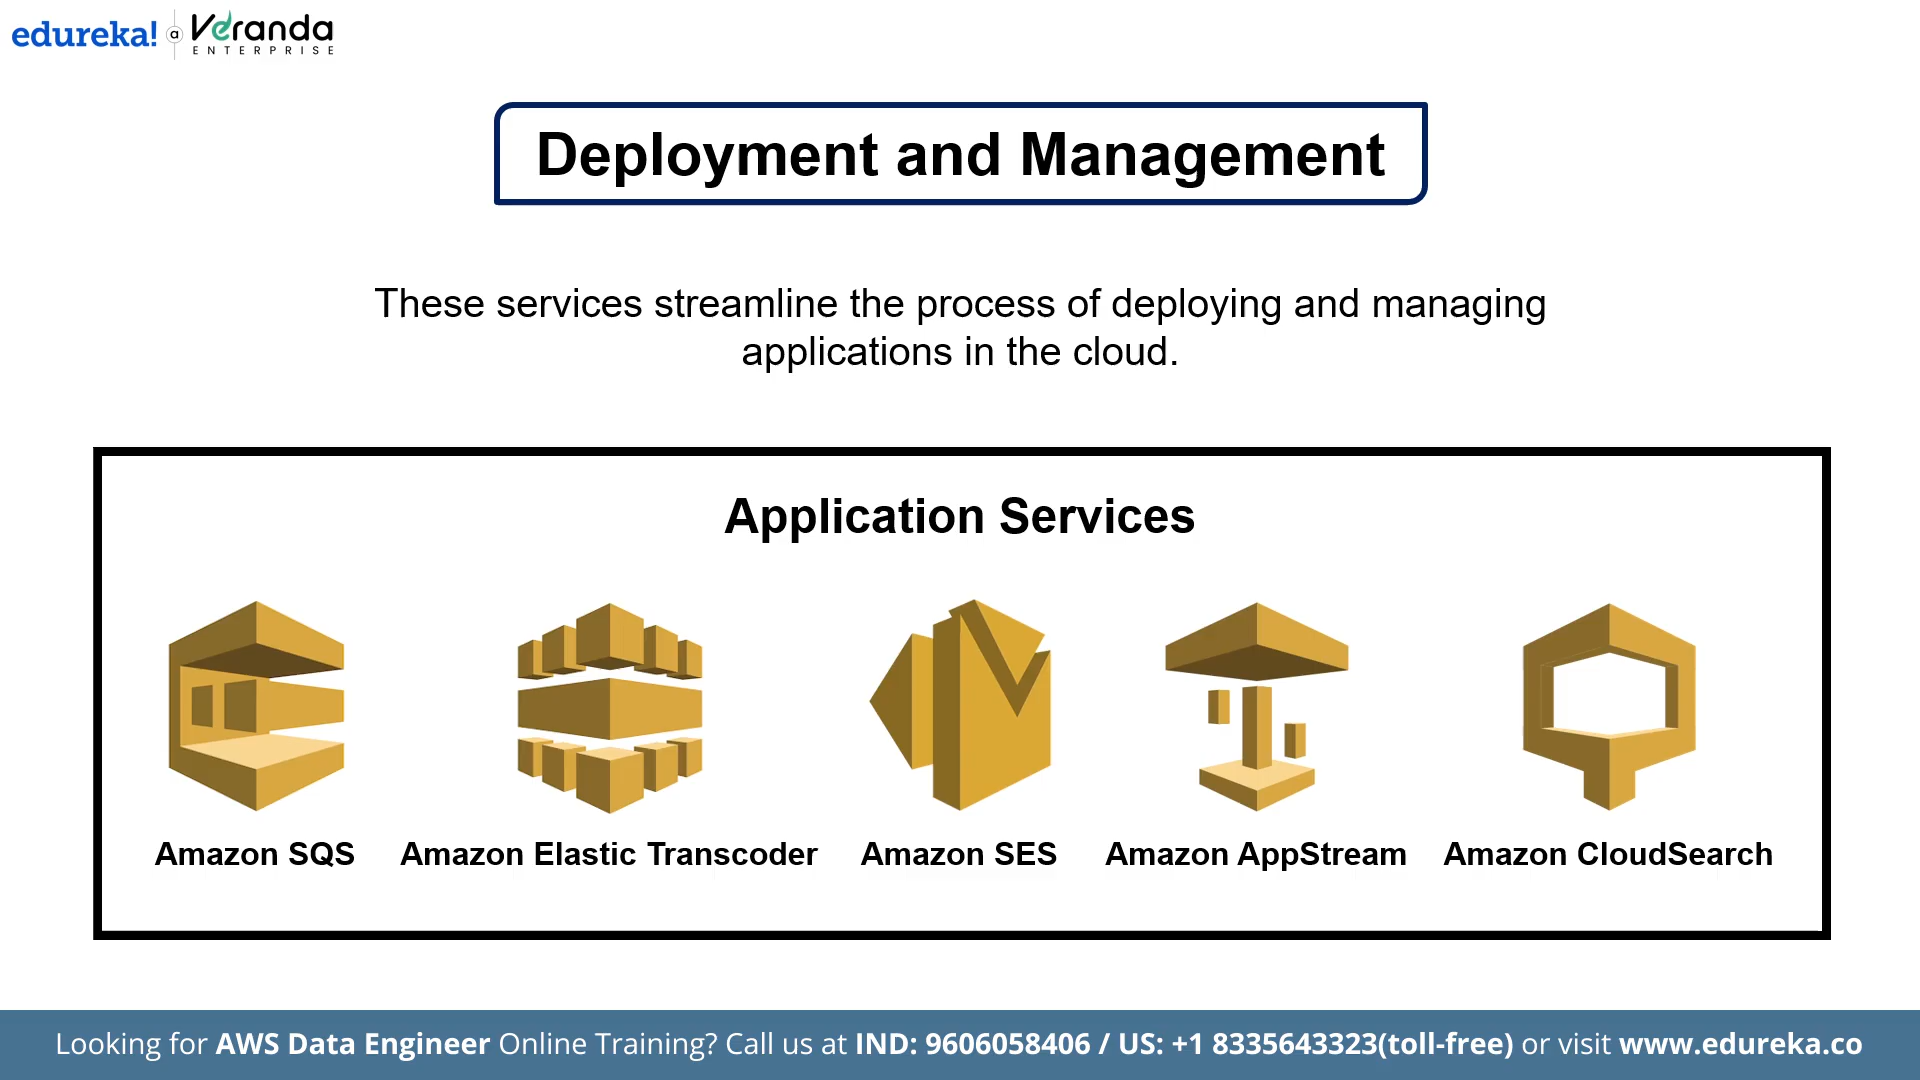 edureka! a Veranda
ENTERPRISE
Deployment and Management
These services streamline the process of deploying and managing
applications in the cloud.
Application Services
Amazon SQS Amazon Elastic Transcoder Amazon SES Amazon AppStream Amazon CloudSearch
Looking for AWS Data Engineer Online Training? Call us at IND: 9606058406 / US: +1 8335643323(toll-free) or visit www.edureka.co